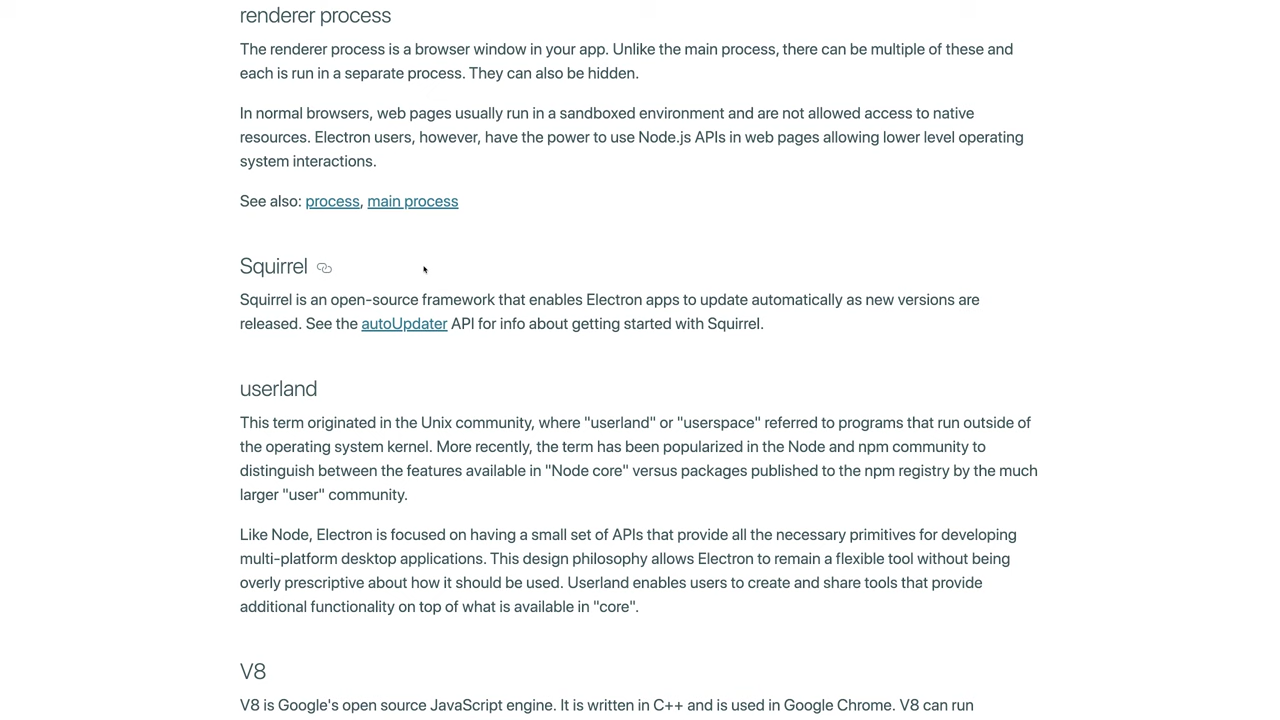 renderer process
The renderer process is a browser window in your app. Unlike the main process, there can be multiple of these and
each is run in a separate process. They can also be hidden.
In normal browsers, web pages usually run in a sandboxed environment and are not allowed access to native
resources. Electron users, however, have the power to use Node.js APIs in web pages allowing lower level operating
system interactions.
See also: process, main process
Squirrel
Squirrel is an open-source framework that enables Electron apps to update automatically as new versions are
released. See the autoUpdater API for info about getting started with Squirrel.
userland
This term originated in the Unix community, where "userland" or "userspace" referred to programs that run outside of
the operating system kernel. More recently, the term has been popularized in the Node and npm community to
distinguish between the features available in "Node core" versus packages published to the npm registry by the much
larger "user" community.
Like Node, Electron is focused on having a small set of APIs that provide all the necessary primitives for developing
multi-platform desktop applications. This design philosophy allows Electron to remain a flexible tool without being
overly prescriptive about how it should be used. Userland enables users to create and share tools that provide
additional functionality on top of what is available in "core".
V8
V8 is Google's open source JavaScript engine. It is written in C++ and is used in Google Chrome. V8 can run